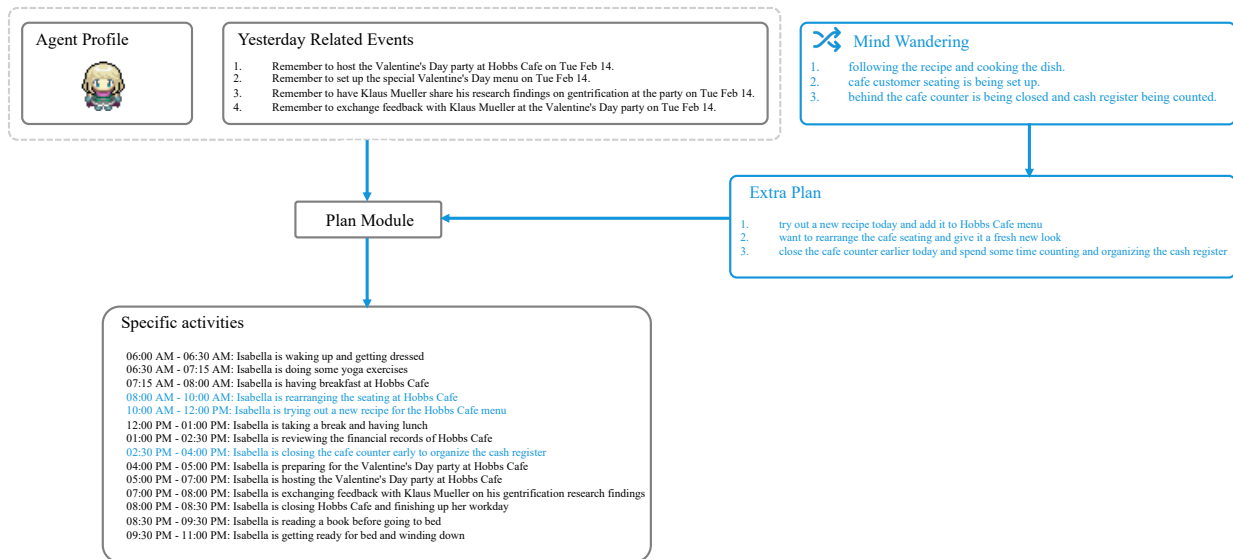 Agent Profile
Yesterday Related Events
1. Remember to host the Valentine's Day party at Hobbs Cafe on Tue Feb 14.
2. Remember to set up the special Valentine's Day menu on Tue Feb 14.
3. Remember to have Klaus Mueller share his research findings on gentrification at the party on Tue Feb 14.
4. Remember to exchange feedback with Klaus Mueller at the Valentine's Day party on Tue Feb 14.
Mind Wandering
1. following the recipe and cooking the dish.
2. cafe customer seating is being set up.
3. behind the cafe counter is being closed and cash register being counted.
Extra Plan
1. try out a new recipe today and add it to Hobbs Cafe menu
2. want to rearrange the cafe seating and give it a fresh new look
3. close the cafe counter earlier today and spend some time counting and organizing the cash register
Plan Module
Specific activities
06:00 AM - 06:30 AM: Isabella is waking up and getting dressed
06:30 AM - 07:15 AM: Isabella is doing some yoga exercises
07:15 AM - 08:00 AM: Isabella is having breakfast at Hobbs Cafe
08:00 AM - 10:00 AM: Isabella is rearranging the seating at Hobbs Cafe
10:00 AM - 12:00 PM: Isabella is trying out a new recipe for the Hobbs Cafe menu
12:00 PM - 01:00 PM: Isabella is taking a break and having lunch
01:00 PM - 02:30 PM: Isabella is reviewing the financial records of Hobbs Cafe
02:30 PM - 04:00 PM: Isabella is closing the cafe counter early to organize the cash register
04:00 PM - 05:00 PM: Isabella is preparing for the Valentine's Day party at Hobbs Cafe
05:00 PM - 07:00 PM: Isabella is hosting the Valentine's Day party at Hobbs Cafe
07:00 PM - 08:00 PM: Isabella is exchanging feedback with Klaus Mueller on his gentrification research findings
08:00 PM - 08:30 PM: Isabella is closing Hobbs Cafe and finishing up her workday
08:30 PM - 09:30 PM: Isabella is reading a book before going to bed
09:30 PM - 11:00 PM: Isabella is getting ready for bed and winding down